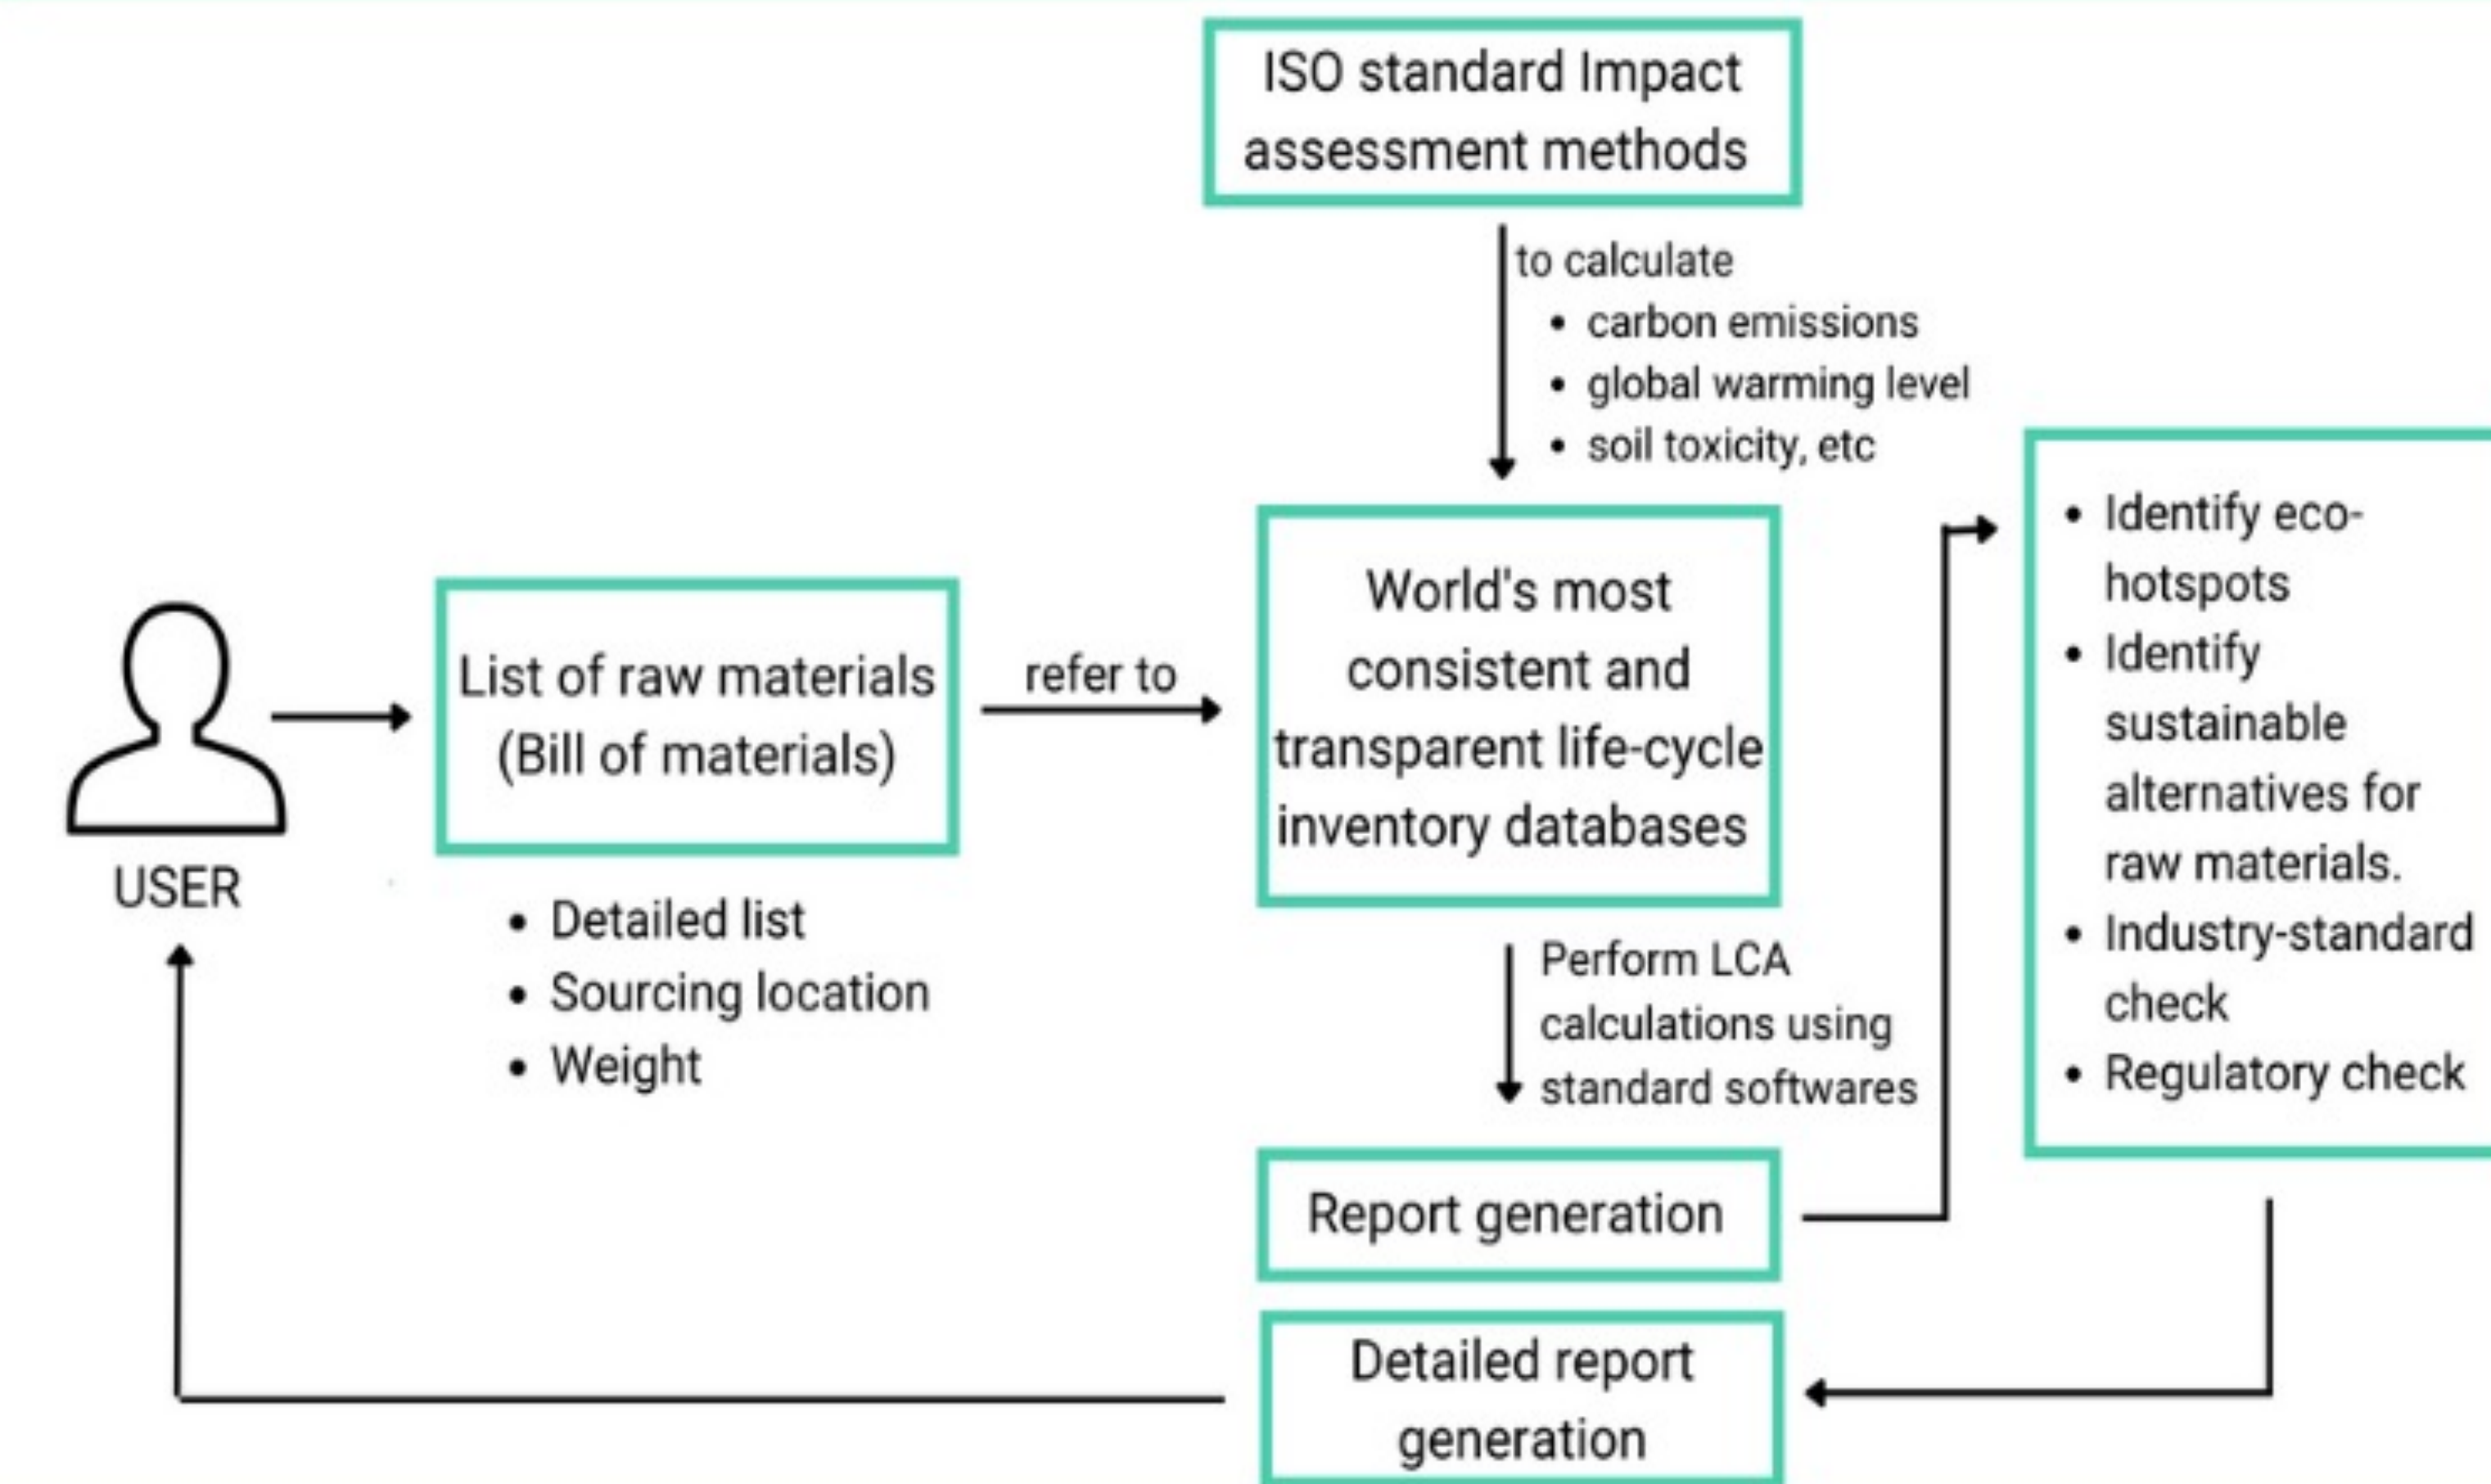 ISO standard Impact
assessment methods
to calculate
• carbon emissions
• global warming level
• soil toxicity, etc
USER
List of raw materials
(Bill of materials)
• Detailed list
• Sourcing location
• Weight
refer to
World's most
consistent and
transparent life-cycle
inventory databases
Perform LCA
calculations using
standard softwares
Report generation
• Identify eco-
hotspots
• Identify
sustainable
alternatives for
raw materials.
• Industry-standard
check
• Regulatory check
Detailed report
generation